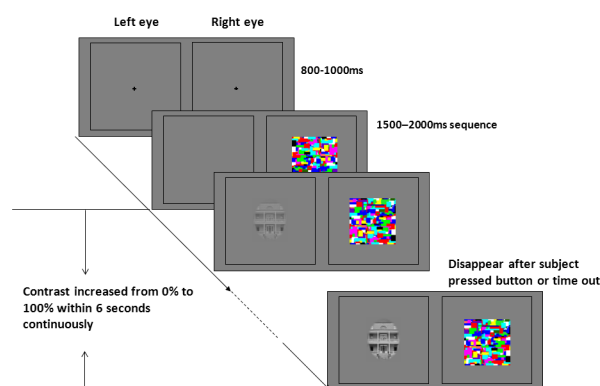 Left eye
Right eye
800-1000ms
1500–2000ms sequence
Disappear after subject
pressed button or time out
Contrast increased from 0% to
100% within 6 seconds
continuously